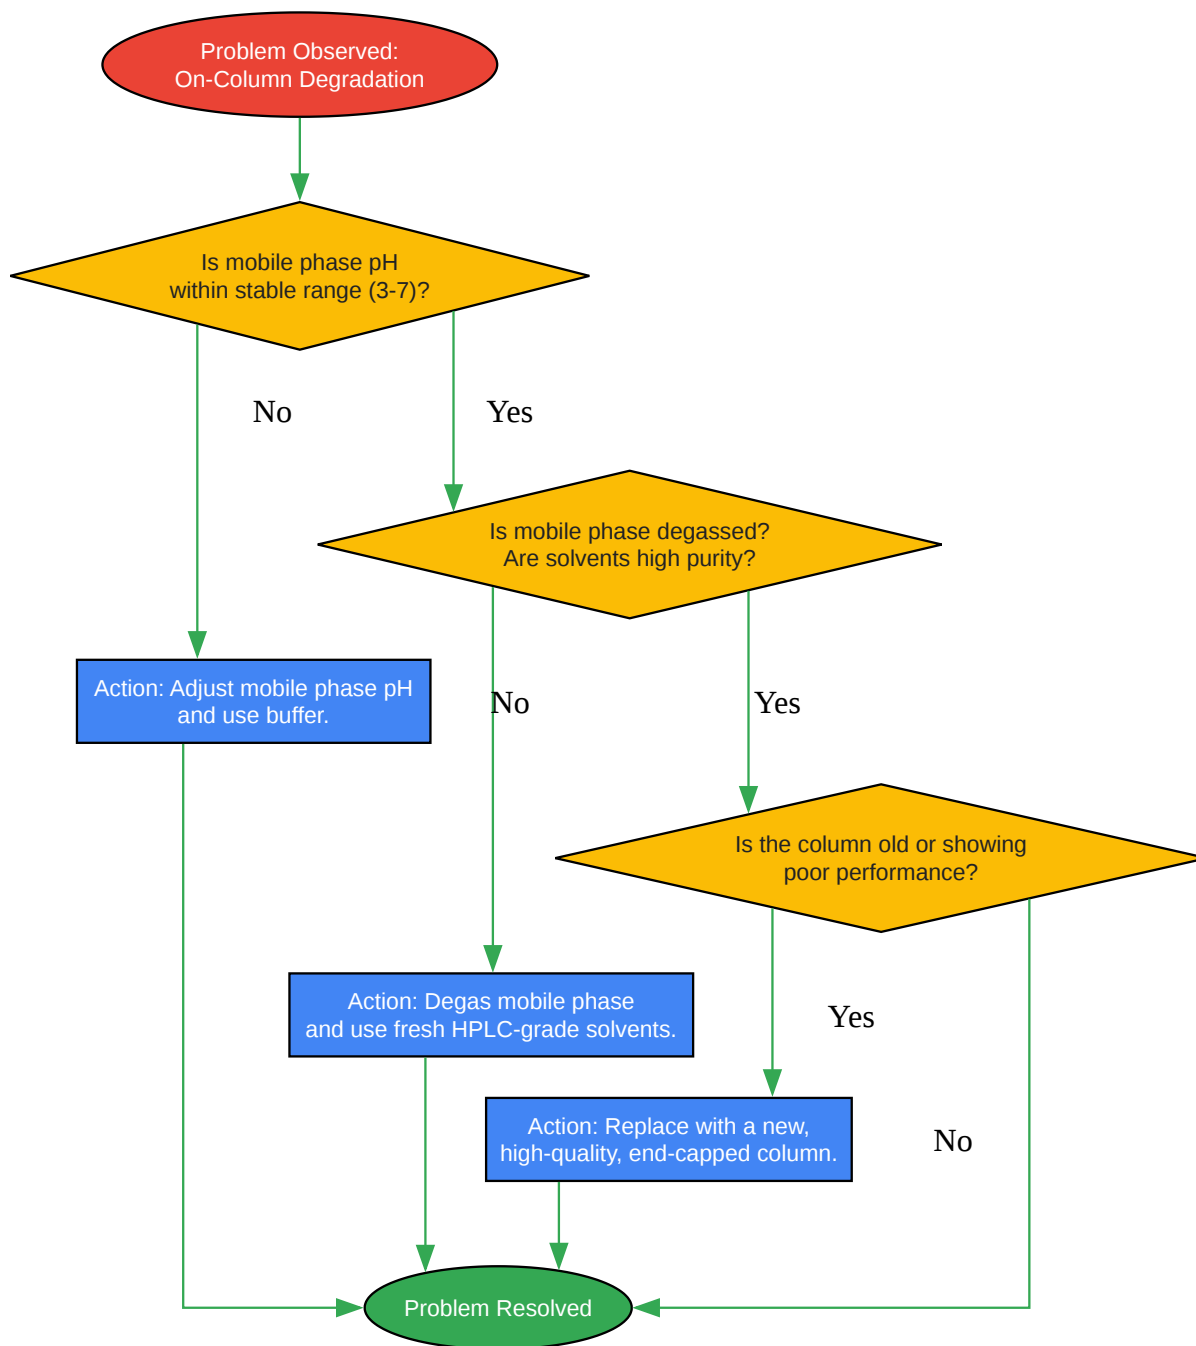 Problem Observed:
On-Column Degradation
Is mobile phase pH
within stable range (3-7)?
No
Yes
Is mobile phase degassed?
Are solvents high purity?
Action: Adjust mobile phase pH
and use buffer.
No
Yes
Is the column old or showing
poor performance?
Action: Degas mobile phase
and use fresh HPLC-grade solvents.
Yes
Action: Replace with a new,
high-quality, end-capped column.
No
Problem Resolved